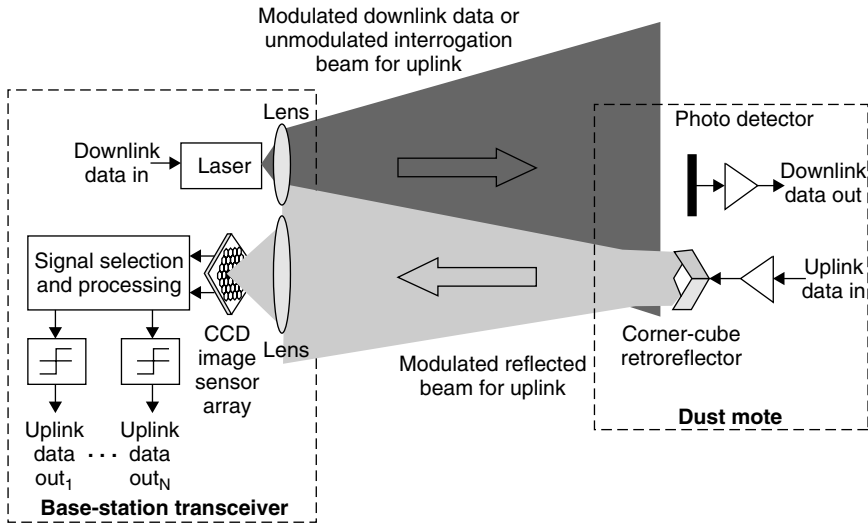 Modulated downlink data or
unmodulated interrogation
beam for uplink
Lens
Downlink
data in
Laser
Photo detector
Downlink
data out
Signal selection
and processing
CCD
image
sensor
array
Lens
Uplink
data in
Corner-cube
retroreflector
Modulated reflected
beam for uplink
Uplink
data
out1
...
Uplink
data
outN
Dust mote
Base-station transceiver